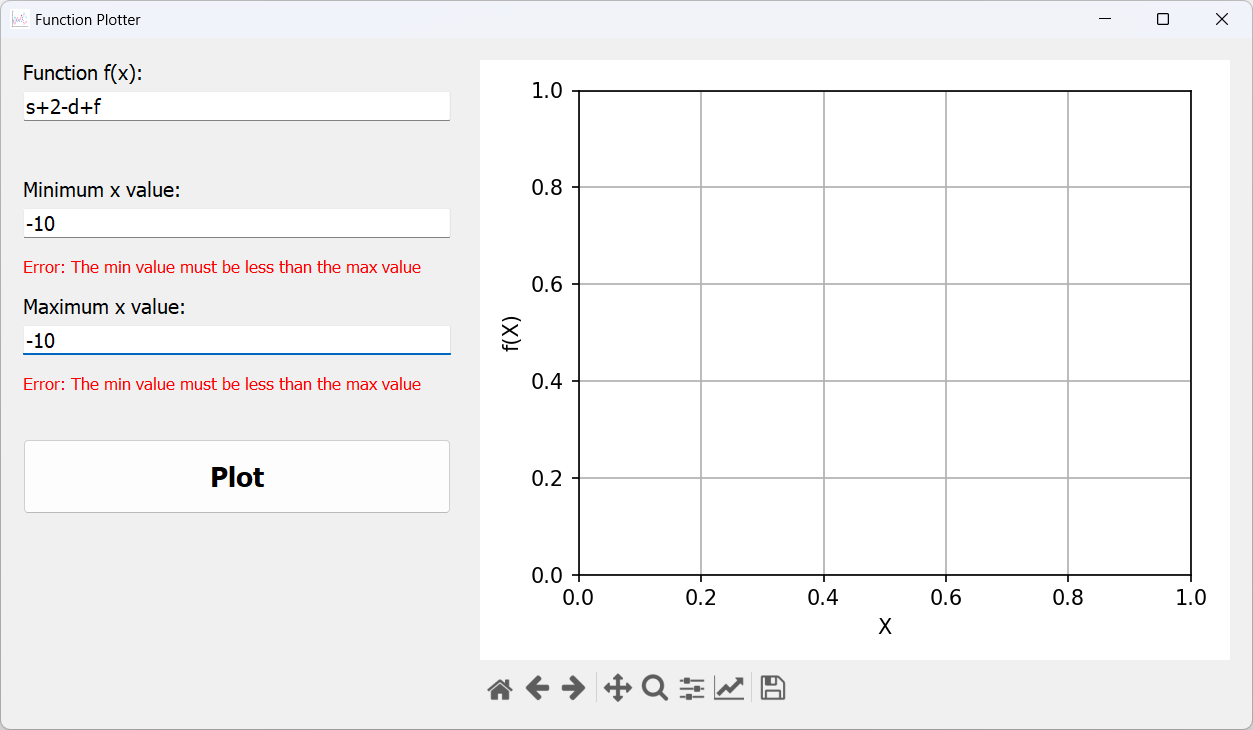 Function Plotter
Function f(x):
s+2-d+f
Minimum x value:
-10
Error: The min value must be less than the max value
Maximum x value:
-10
Error: The min value must be less than the max value
Plot
1.0
0.8
0.6
0.4
0.2
0.0
f(X)
0.0 0.2 0.4 0.6 0.8 1.0
X